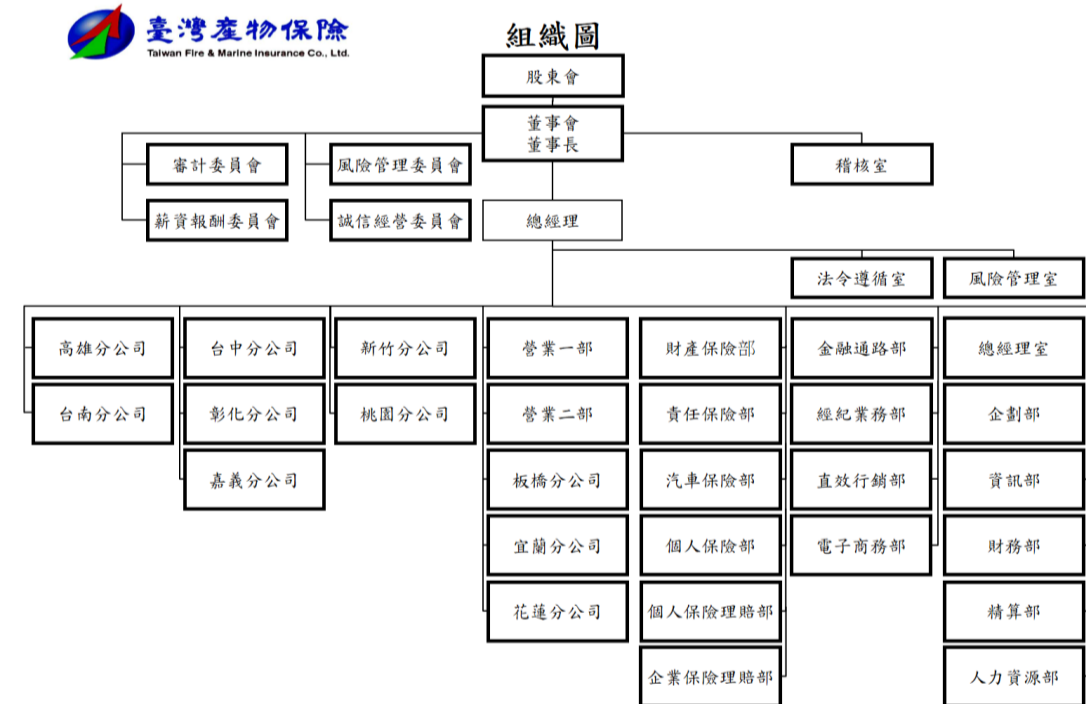 臺灣產物保險
Taiwan Fire & Marine Insurance Co., Ltd.
組織圖
股東會
董事會
董事長
審計委員會
風險管理委員會
稽核室
薪資報酬委員會
誠信經營委員會
總經理
法令遵循室
風險管理室
高雄分公司
台中分公司
新竹分公司
營業一部
財產保險部
金融通路部
總經理室
台南分公司
彰化分公司
桃園分公司
營業二部
責任保險部
經紀業務部
企劃部
嘉義分公司
板橋分公司
汽車保險部
直效行銷部
資訊部
宜蘭分公司
個人保險部
電子商務部
財務部
花蓮分公司
個人保險理賠部
精算部
企業保險理賠部
人力資源部